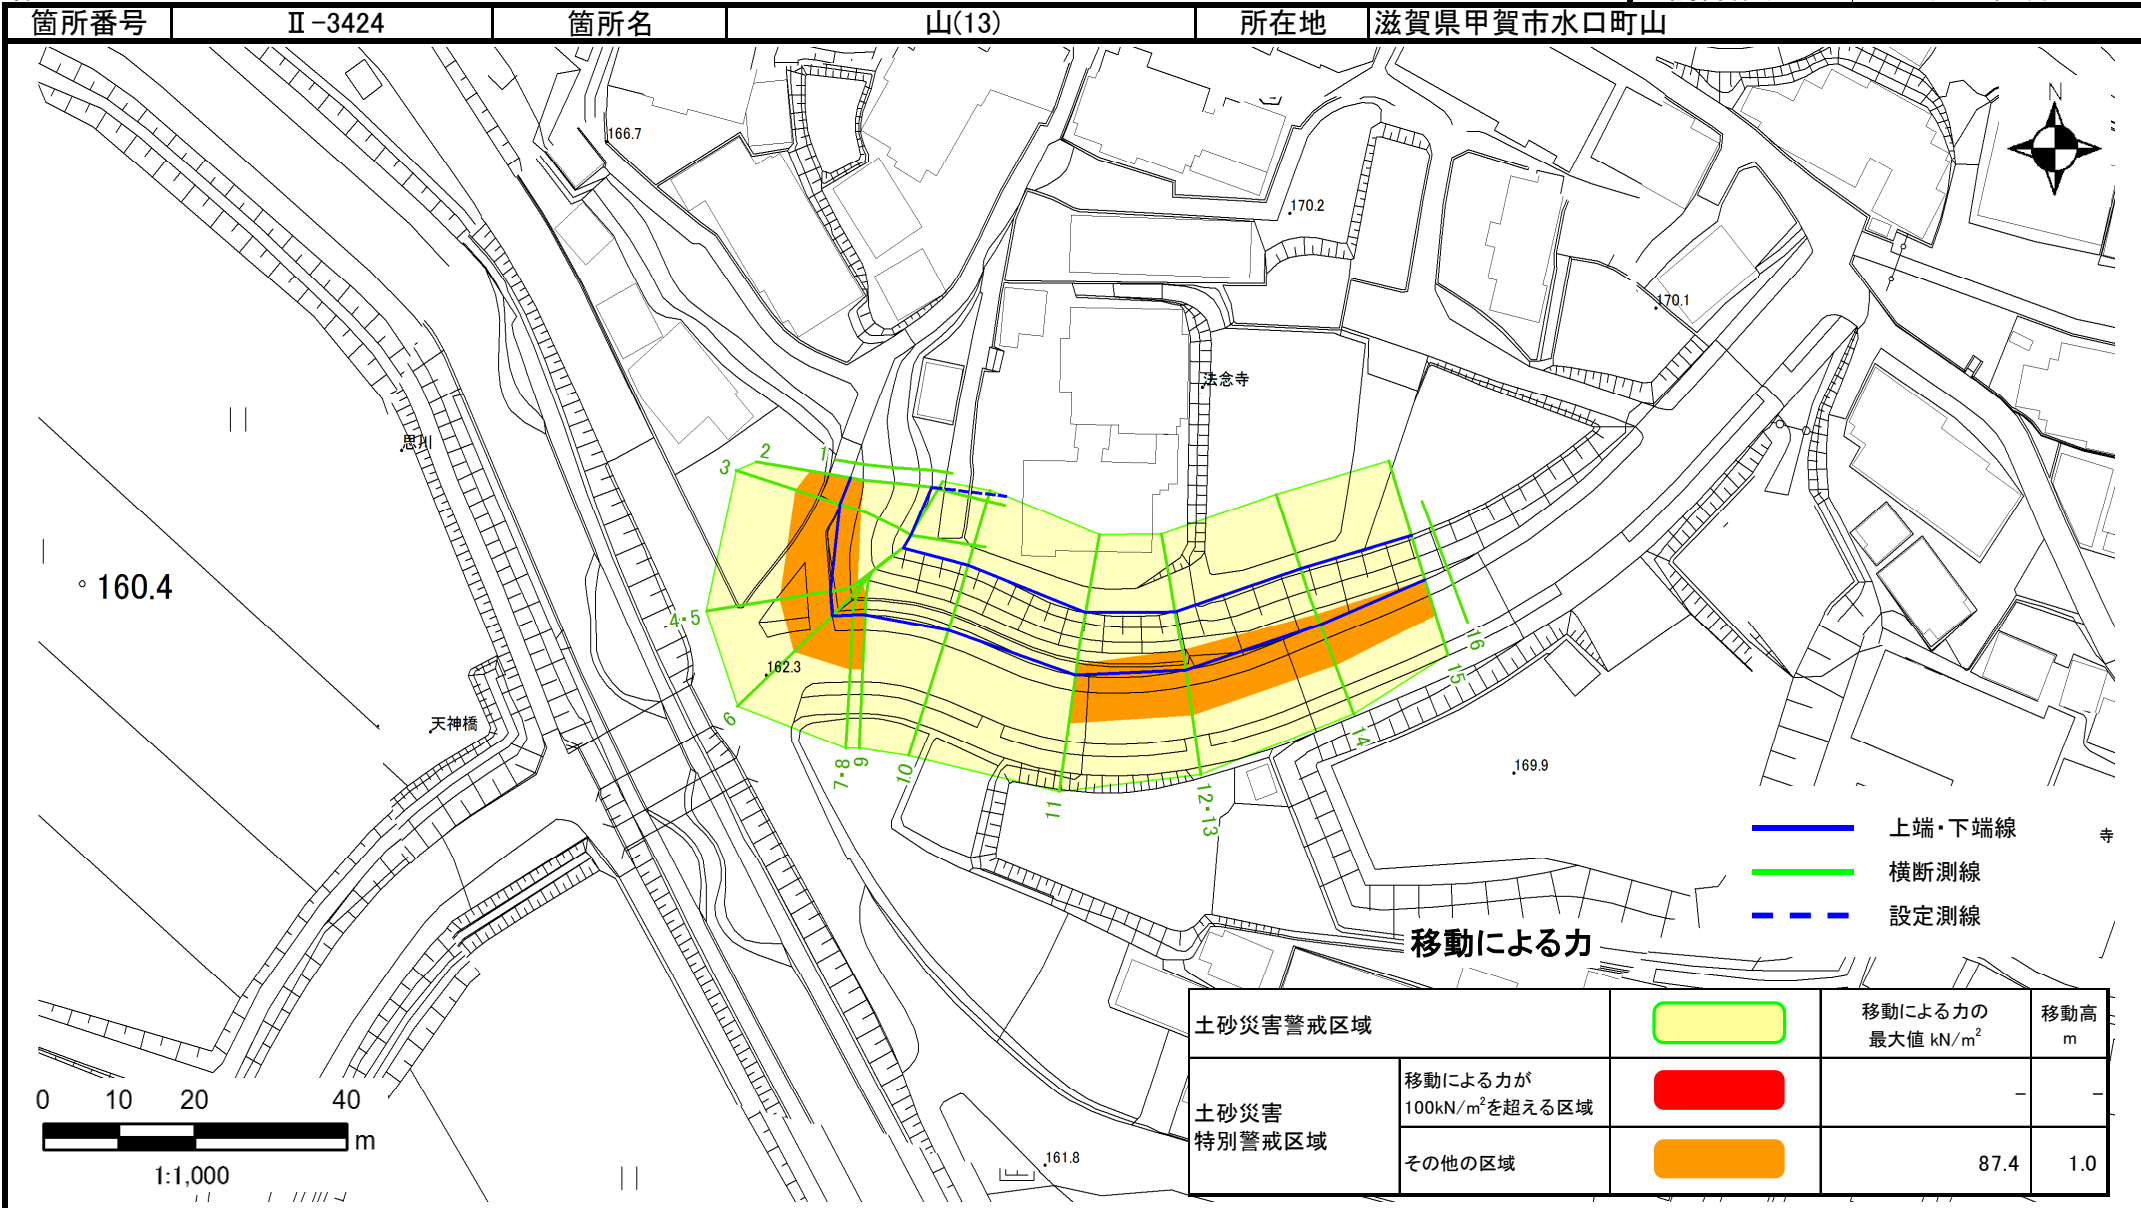 箇所番号 Ⅱ-3424 箇所名 山(13) 所在地 滋賀県甲賀市水口町山
N
166.7
170.2
170.1
法念寺
思川
160.4
1
2
3
4・5
6
7・8
9
10
11
12・13
14
15
16
162.3
天神橋
169.9
161.8
上端・下端線
横断測線
設定測線
寺
移動による力
土砂災害警戒区域
移動による力の
最大値 kN/m²
移動高
m
土砂災害
特別警戒区域
移動による力が
100kN/m²を超える区域
- -
その他の区域 87.4 1.0
0 10 20 40
m
1:1,000